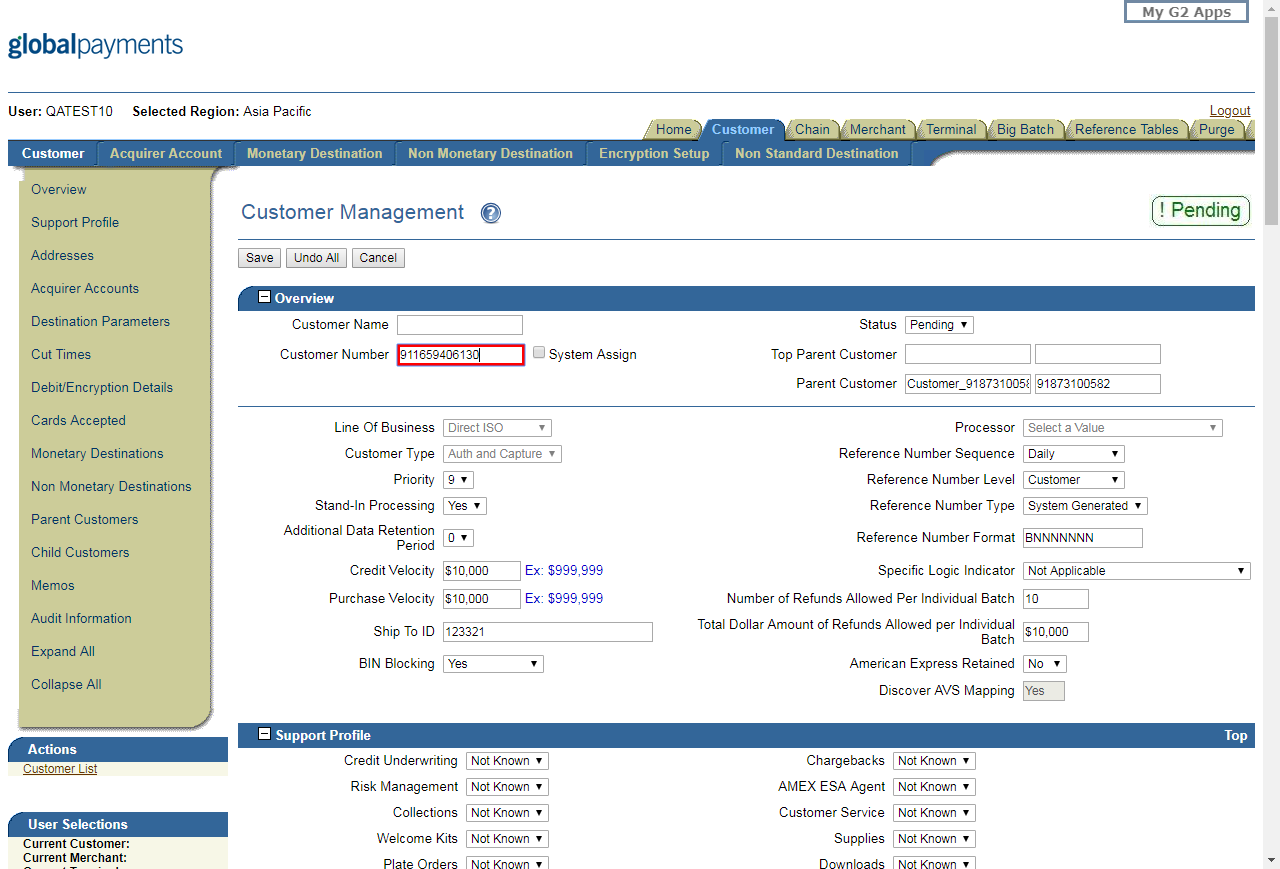 My G2 Apps
globalpayments
User: QATEST10 Selected Region: Asia Pacific
Logout
Home Customer Chain Merchant Terminal Big Batch Reference Tables Purge
Customer Acquirer Account Monetary Destination Non Monetary Destination Encryption Setup Non Standard Destination
Overview
Support Profile
Addresses
Acquirer Accounts
Destination Parameters
Cut Times
Debit/Encryption Details
Cards Accepted
Monetary Destinations
Non Monetary Destinations
Parent Customers
Child Customers
Memos
Audit Information
Expand All
Collapse All
Actions
Customer List
User Selections
Current Customer:
Current Merchant:
Customer Management ?
! Pending
Save Undo All Cancel
Overview
Customer Name
Status Pending
Customer Number 911659406130 System Assign
Top Parent Customer
Parent Customer Customer_9187310058 91873100582
Line Of Business Direct ISO
Processor Select a Value
Customer Type Auth and Capture
Reference Number Sequence Daily
Priority 9
Reference Number Level Customer
Stand-In Processing Yes
Reference Number Type System Generated
Additional Data Retention
Period 0
Reference Number Format BNNNNNNN
Credit Velocity $10,000 Ex: $999,999
Specific Logic Indicator Not Applicable
Purchase Velocity $10,000 Ex: $999,999
Number of Refunds Allowed Per Individual Batch 10
Ship To ID 123321
Total Dollar Amount of Refunds Allowed per Individual
Batch $10,000
BIN Blocking Yes
American Express Retained No
Discover AVS Mapping Yes
Support Profile Top
Credit Underwriting Not Known
Chargebacks Not Known
Risk Management Not Known
AMEX ESA Agent Not Known
Collections Not Known
Customer Service Not Known
Welcome Kits Not Known
Supplies Not Known
Plate Orders Not Known
Downloads Not Known